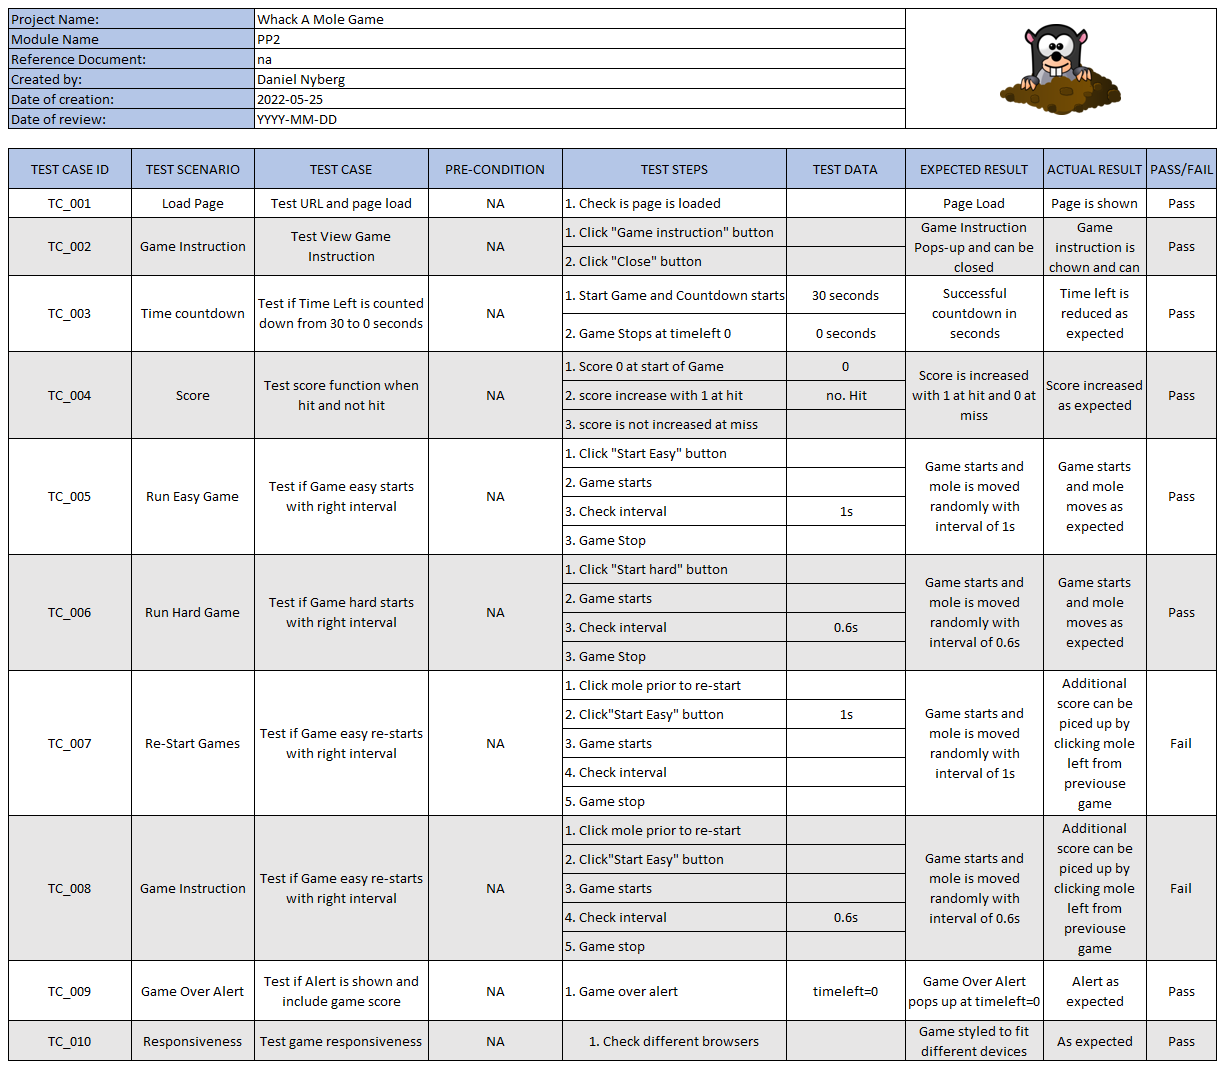 Project Name: Whack A Mole Game
Module Name PP2
Reference Document: na
Created by: Daniel Nyberg
Date of creation: 2022-05-25
Date of review: YYYY-MM-DD
TEST CASE ID TEST SCENARIO TEST CASE PRE-CONDITION TEST STEPS TEST DATA EXPECTED RESULT ACTUAL RESULT PASS/FAIL
TC_001
Load Page
Test URL and page load
NA
1. Check is page is loaded
Page Load
Page is shown
Pass
TC_002
Game Instruction
Test View Game
Instruction
NA
1. Click "Game instruction" button
2. Click "Close" button
Game Instruction
Pops-up and can be
closed
Game
instruction is
chown and can
Pass
TC_003
Time countdown
Test if Time Left is counted
down from 30 to 0 seconds
NA
1. Start Game and Countdown starts 30 seconds
2. Game Stops at timeleft 0 0 seconds
Successful
countdown in
seconds
Time left is
reduced as
expected
Pass
TC_004
Score
Test score function when
hit and not hit
NA
1. Score 0 at start of Game 0
2. score increase with 1 at hit no. Hit
3. score is not increased at miss
Score is increased
with 1 at hit and 0 at
miss
Score increased
as expected
Pass
TC_005
Run Easy Game
Test if Game easy starts
with right interval
NA
1. Click "Start Easy" button
2. Game starts
3. Check interval 1s
3. Game Stop
Game starts and
mole is moved
randomly with
interval of 1s
Game starts
and mole
moves as
expected
Pass
TC_006
Run Hard Game
Test if Game hard starts
with right interval
NA
1. Click "Start hard" button
2. Game starts
3. Check interval 0.6s
3. Game Stop
Game starts and
mole is moved
randomly with
interval of 0.6s
Game starts
and mole
moves as
expected
Pass
TC_007
Re-Start Games
Test if Game easy re-starts
with right interval
NA
1. Click mole prior to re-start
2. Click"Start Easy" button 1s
3. Game starts
4. Check interval
5. Game stop
Game starts and
mole is moved
randomly with
interval of 1s
Additional
score can be
piced up by
clicking mole
left from
previouse
game
Fail
TC_008
Game Instruction
Test if Game easy re-starts
with right interval
NA
1. Click mole prior to re-start
2. Click"Start Easy" button
3. Game starts
4. Check interval 0.6s
5. Game stop
Game starts and
mole is moved
randomly with
interval of 0.6s
Additional
score can be
piced up by
clicking mole
left from
previouse
game
Fail
TC_009
Game Over Alert
Test if Alert is shown and
include game score
NA
1. Game over alert timeleft=0
Game Over Alert
pops up at timeleft=0
Alert as
expected
Pass
TC_010
Responsiveness
Test game responsiveness
NA
1. Check different browsers
Game styled to fit
different devices
As expected
Pass